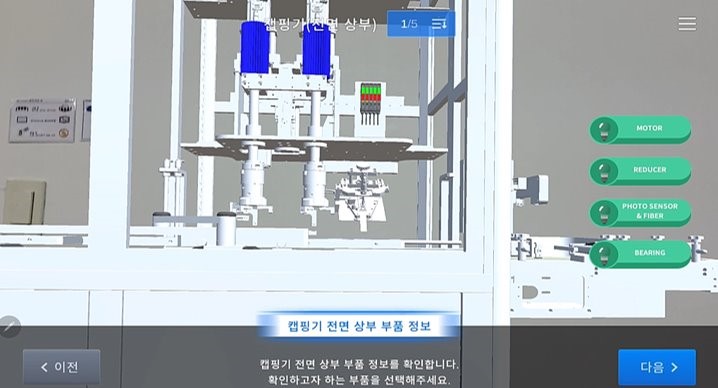 캡핑기(전면 상부)
1/5
MOTOR
REDUCER
PHOTO SENSOR
& FIBER
BEARING
캡핑기 전면 상부 부품 정보
이전
캡핑기 전면 상부 부품 정보를 확인합니다.
확인하고자 하는 부품을 선택해주세요.
다음